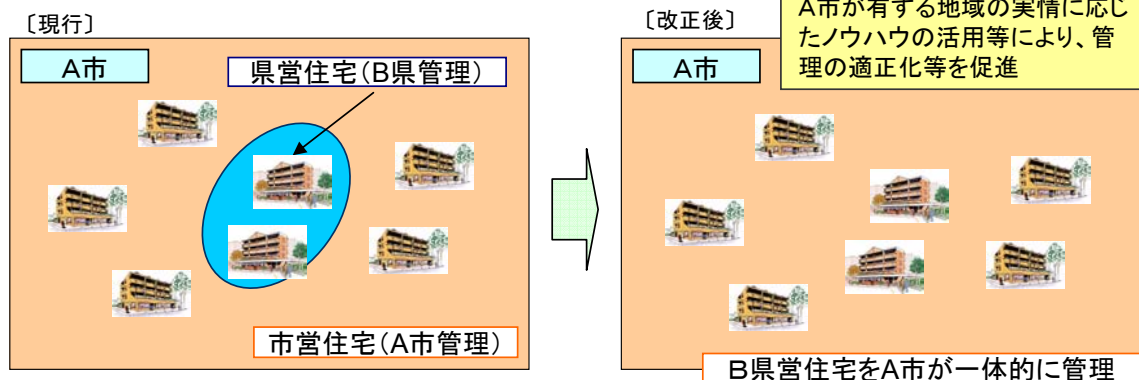 〔現行〕
A市
県営住宅(B県管理)
市営住宅(A市管理)
〔改正後〕
A市が有する地域の実情に応じ
たノウハウの活用等により、管
理の適正化等を促進
A市
B県営住宅をA市が一体的に管理